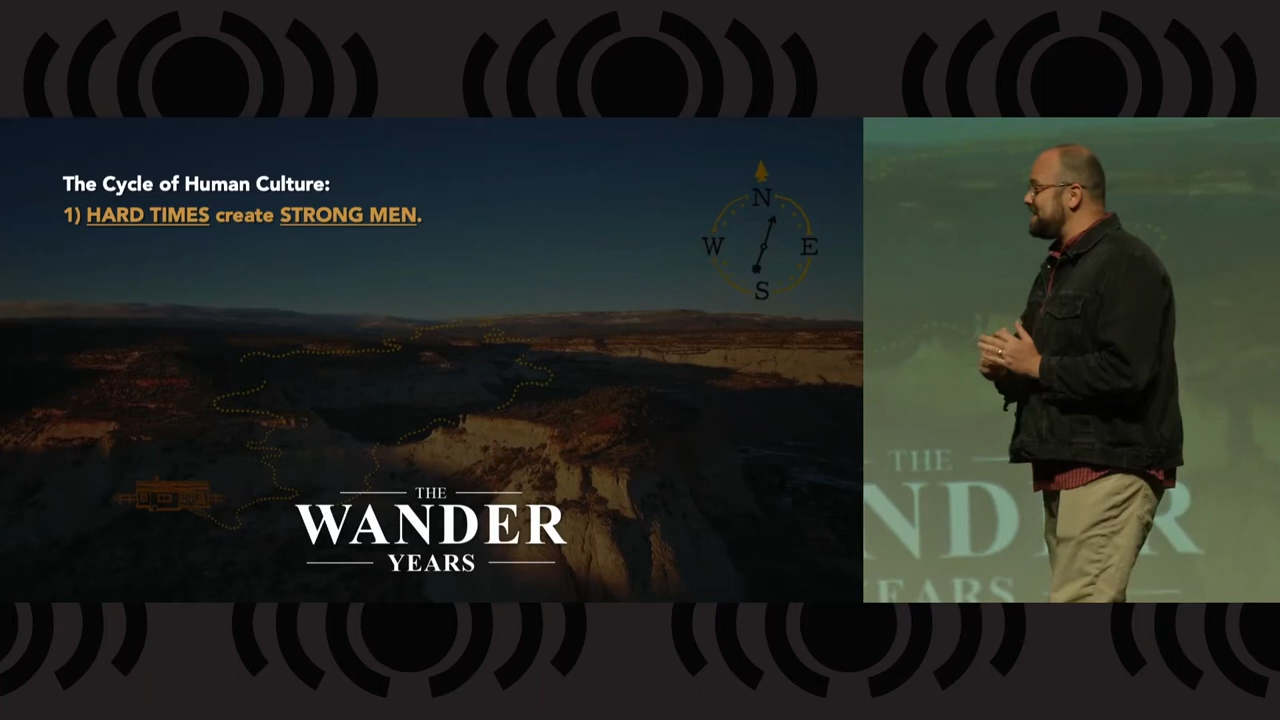 The Cycle of Human Culture:
1) HARD TIMES create STRONG MEN.
N
W
E
S
THE
WANDER
YEARS
THE
NDER
EARS